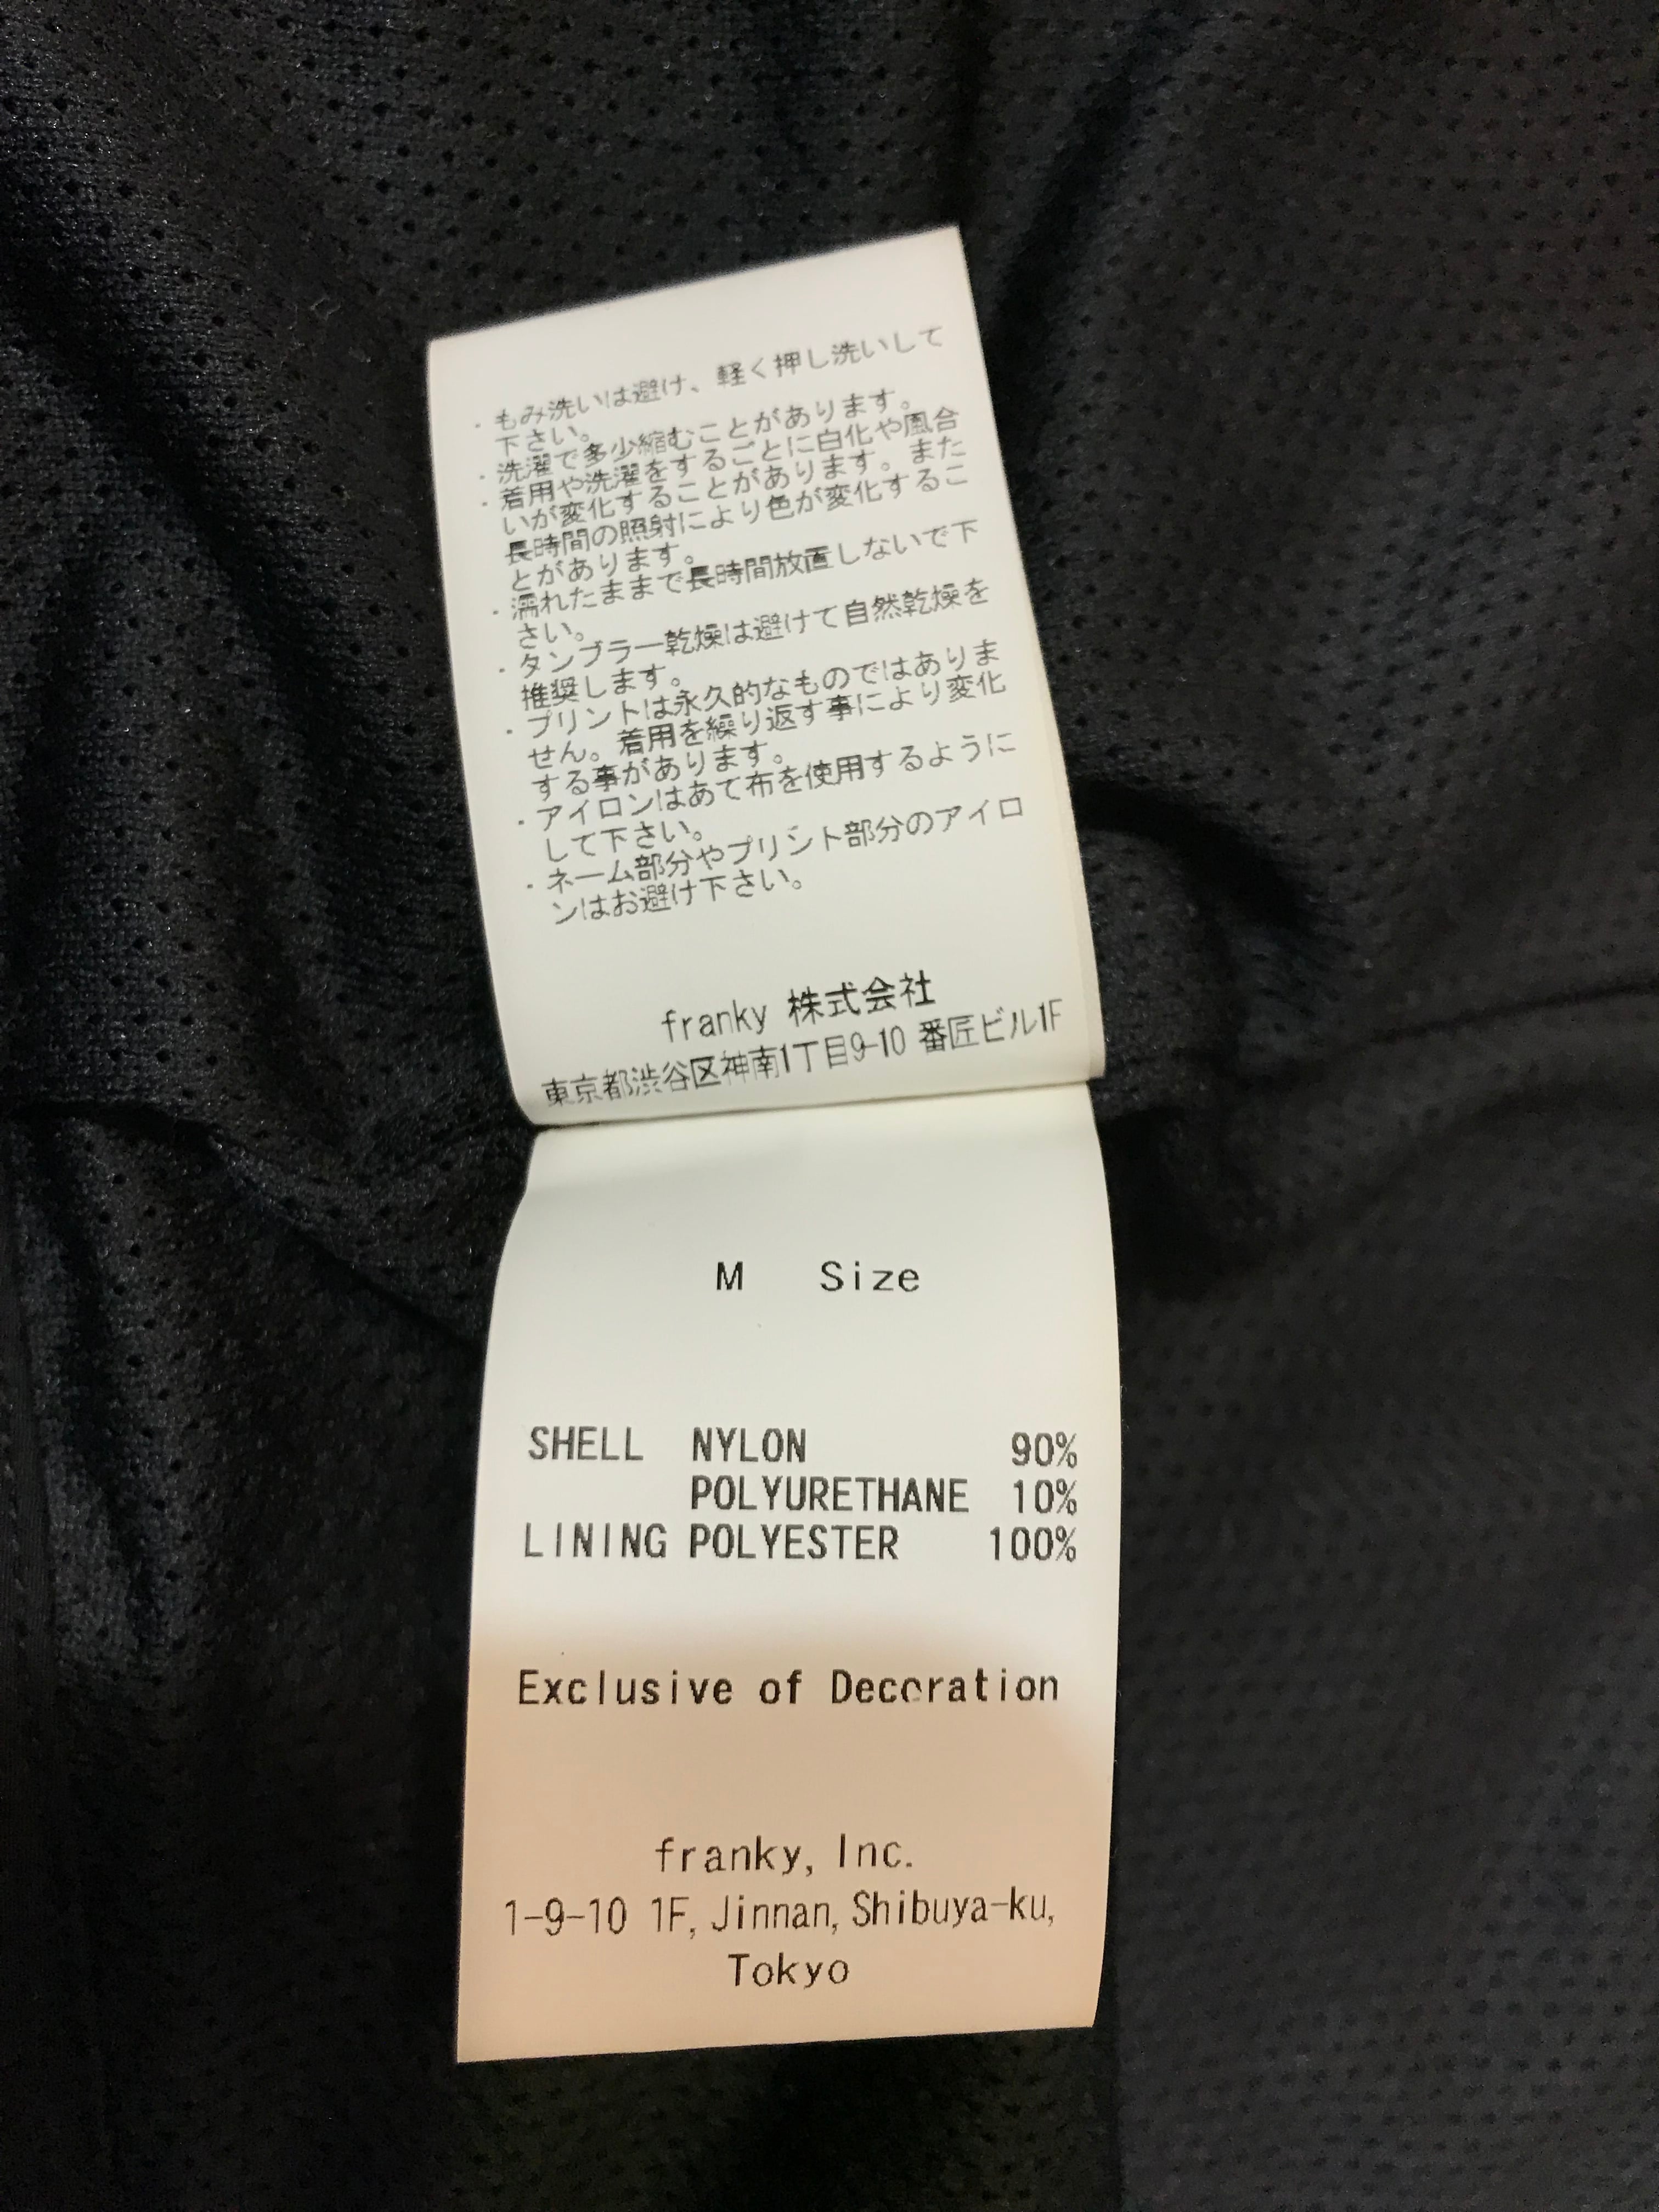 ・もみ洗いは避け、軽く押し洗いして
下さい。
・洗濯で多少縮むことがあります。
・着用や洗濯をするごとに白化や風合
いが変化することがあります。また
長時間の照射により色が変化するこ
とがあります。
・濡れたままで長時間放置しないで下
さい。
・タンブラー乾燥は避けて自然乾燥を
推奨します。
・プリントは永久的なものではありま
せん。着用を繰り返す事により変化
する事があります。
・アイロンはあて布を使用するように
して下さい。
・ネーム部分やプリント部分のアイロ
ンはお避け下さい。
franky 株式会社
東京都渋谷区神南1丁目9-10 番匠ビル1F
M Size
SHELL NYLON 90%
POLYURETHANE 10%
LINING POLYESTER 100%
Exclusive of Decoration
franky, Inc.
1-9-10 1F, Jinnan, Shibuya-ku,
Tokyo